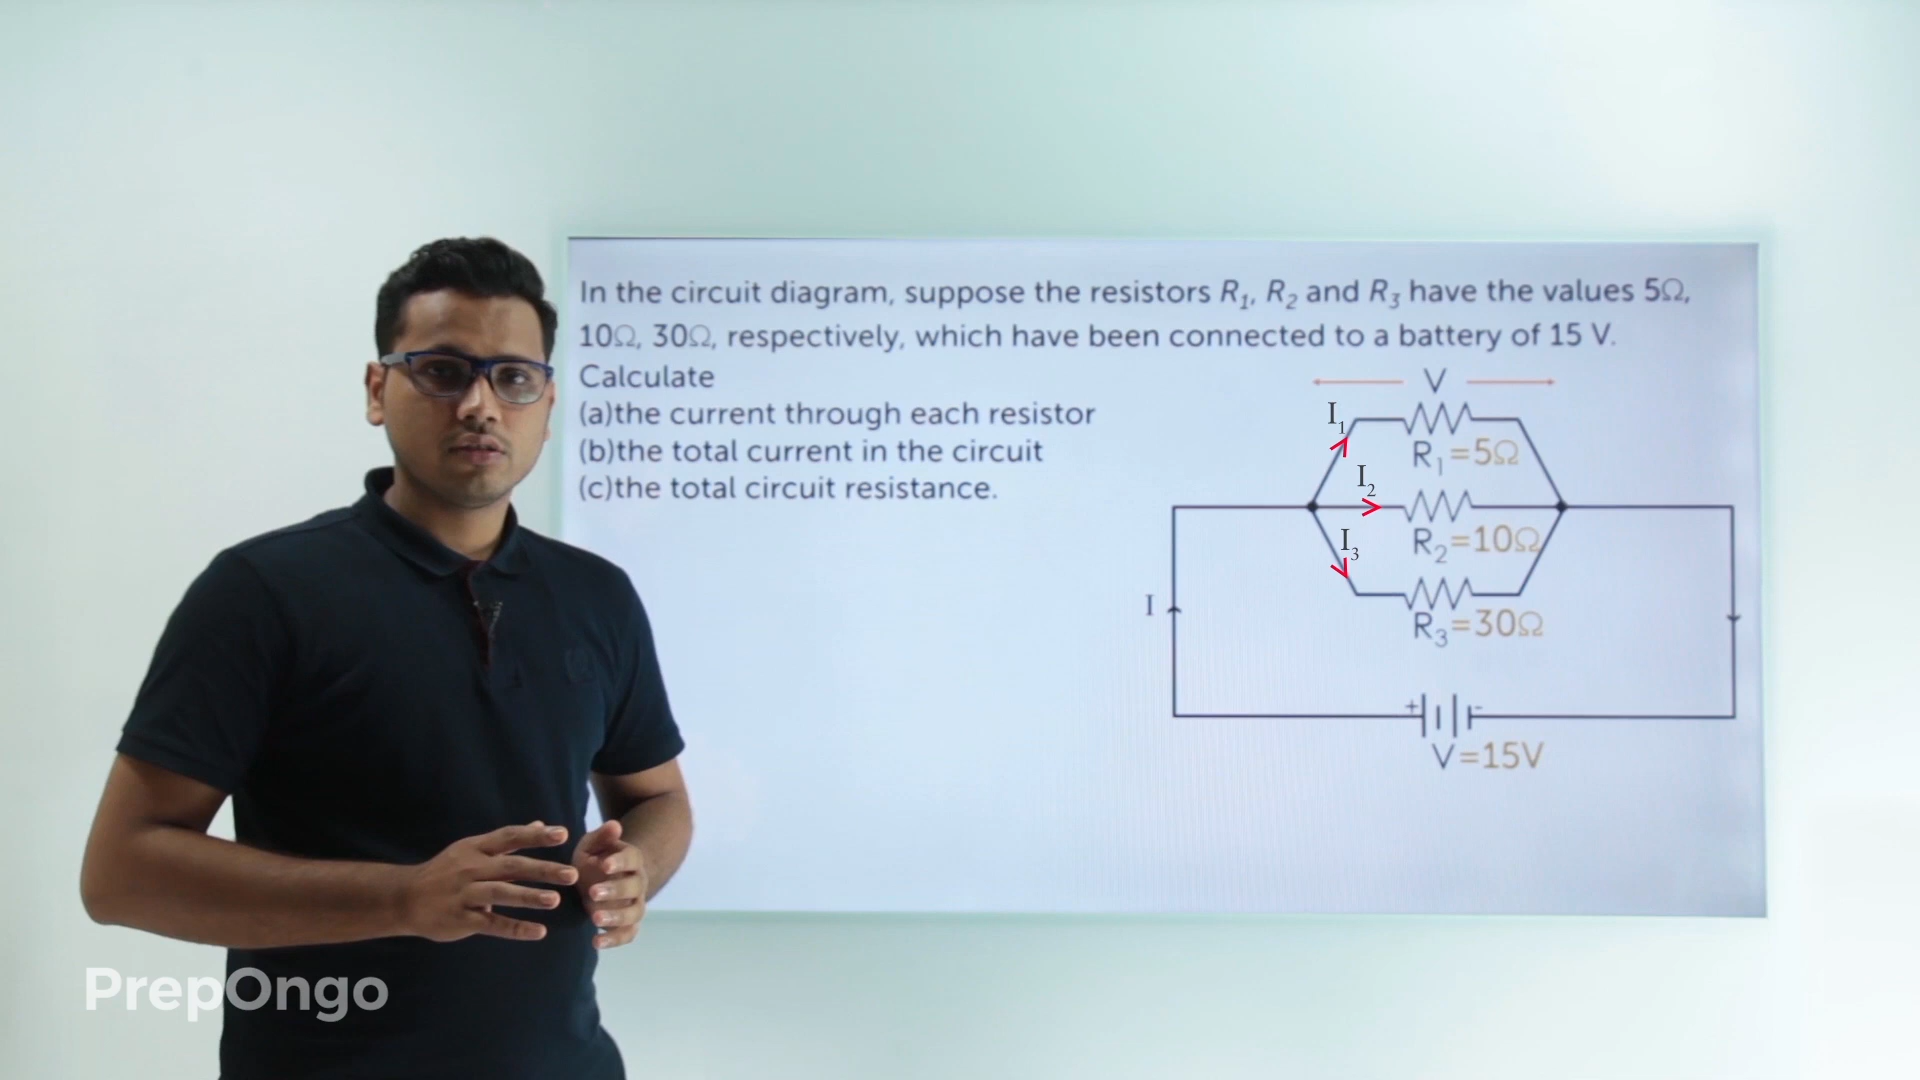 In the circuit diagram, suppose the resistors R₁, R₂ and R₃ have the values 5Ω,
10Ω, 30Ω, respectively, which have been connected to a battery of 15 V.
Calculate
(a)the current through each resistor
(b)the total current in the circuit
(c)the total circuit resistance.
V
I₁
R₁=5Ω
I₂
R₂=10Ω
I₃
R₃=30Ω
I
+ -
V=15V
PrepOngo